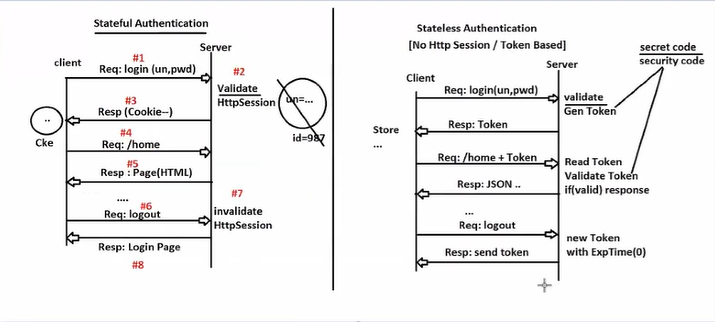 Stateful Authentication
client
Server
#1
Req: login (un,pwd)
#2
Validate
HttpSession
un=...
id=987
#3
Resp (Cookie--)
..
Cke
#4
Req: /home
#5
Resp : Page(HTML)
....
#6
Req: logout
#7
invalidate
HttpSession
Resp: Login Page
#8
Stateless Authentication
[No Http Session / Token Based]
secret code
security code
Client
Server
Req: login(un,pwd)
validate
Gen Token
Resp: Token
Store
...
Req: /home + Token
Read Token
Validate Token
if(valid) response
Resp: JSON ..
...
Req: logout
new Token
with ExpTime(0)
Resp: send token